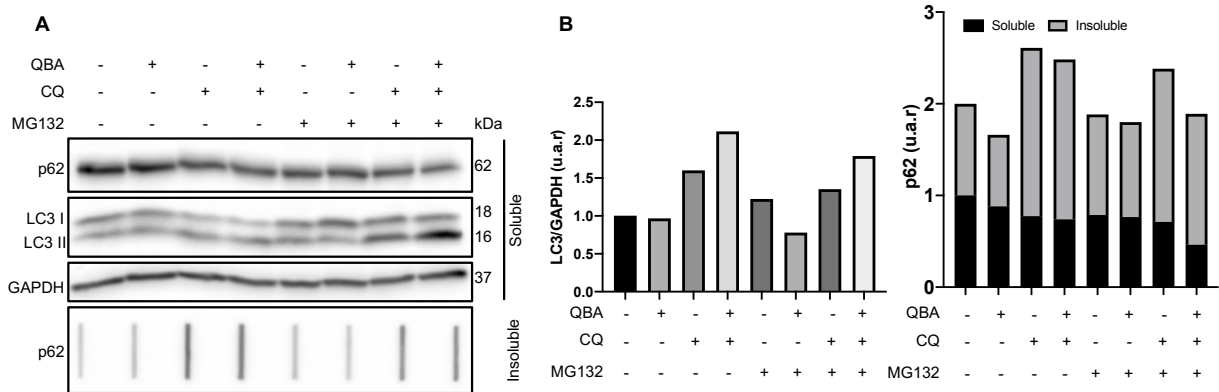 A
QBA - + - + - + - +
CQ - - + + - - + +
MG132 - - - - + + + + kDa
p62 62
LC3 I 18
LC3 II 16
GAPDH 37
Soluble
p62
Insoluble
B
LC3/GAPDH (u.a.r)
2.5
2.0
1.5
1.0
0.5
0.0
QBA - + - + - + - +
CQ - - + + - - + +
MG132 - - - - + + + +
p62 (u.a.r)
Soluble Insoluble
3
2
1
0
QBA - + - + - + - +
CQ - - + + - - + +
MG132 - - - - + + + +